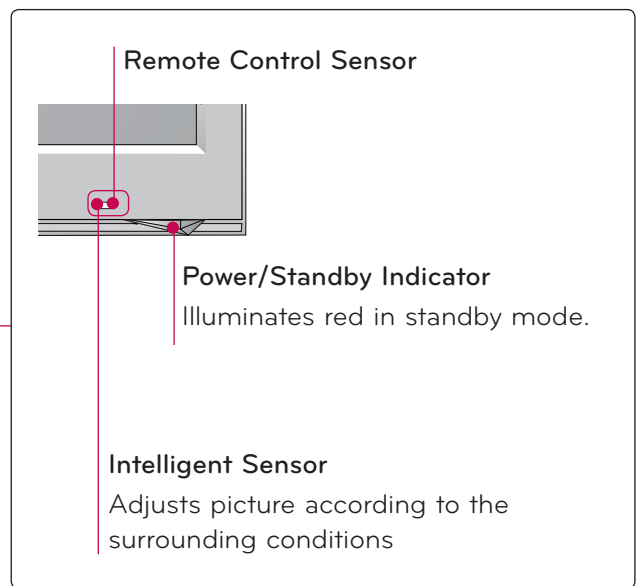 Remote Control Sensor
Power/Standby Indicator
Illuminates red in standby mode.
Intelligent Sensor
Adjusts picture according to the
surrounding conditions